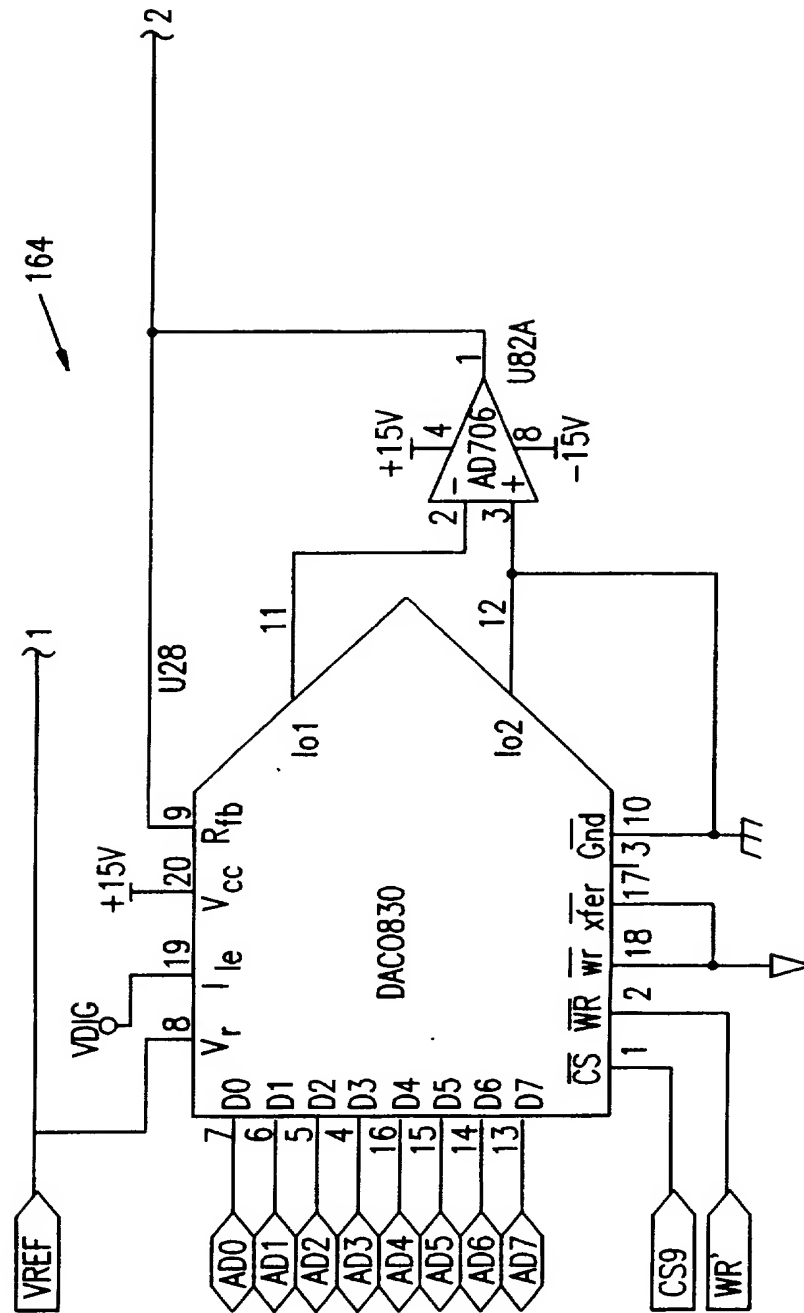 2
164
1
VREF
U28
+15V
VDIG
8
19
20
9
Vr
Ile
Vcc
Rfb
AD0
7
D0
AD1
6
D1
AD2
5
D2
AD3
4
D3
AD4
16
D4
AD5
15
D5
AD6
14
D6
AD7
13
D7
DAC0830
Io1
11
Io2
12
+15V
4
2
-
AD706
1
U82A
3
+
8
-15V
CS
WR
wr
xfer
Gnd
1
2
18
17
3
10
CS9
WR'